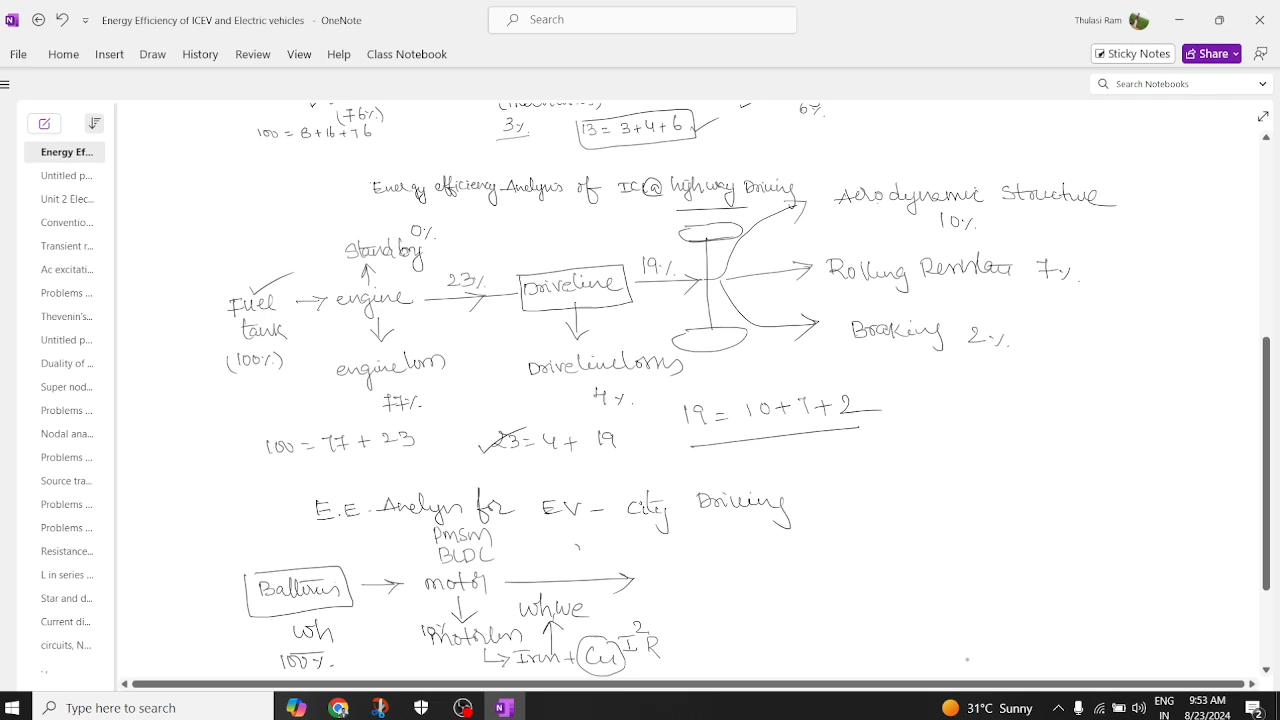 Energy Efficiency of ICEV and Electric vehicles - OneNote
Search
Thulasi Ram
File Home Insert Draw History Review View Help Class Notebook
Sticky Notes
Share
Search Notebooks
Energy Ef...
Untitled p...
Unit 2 Elec...
Conventio...
Transient r...
Ac excitati...
Problems ...
Thevenin's...
Untitled p...
Duality of ...
Super nod...
Problems ...
Nodal ana...
Problems ...
Source tra...
Problems ...
Problems ...
Resistance...
L in series ...
Star and d...
Current di...
circuits, N...
(76%)
100 = 8+16+76
3%
13 = 3+4+6
6%
Energy efficiency Analysis of IC@ highway Driving
Aerodynamic Structure
10%
Standby 0%
Fuel tank
(100%)
engine
23%
Driveline
19%
Rolling Resistance 7%
Braking 2%
engine loss
77%
Driveline losses
4%
19 = 10+7+2
100 = 77 + 23
23 = 4 + 19
E.E. Analysis for EV - City Driving
PMSM
BLDC
Batteries
motor
Wh
100%
Iron + Cu I²R
Type here to search
31°C Sunny
ENG
IN
9:53 AM
8/23/2024
2